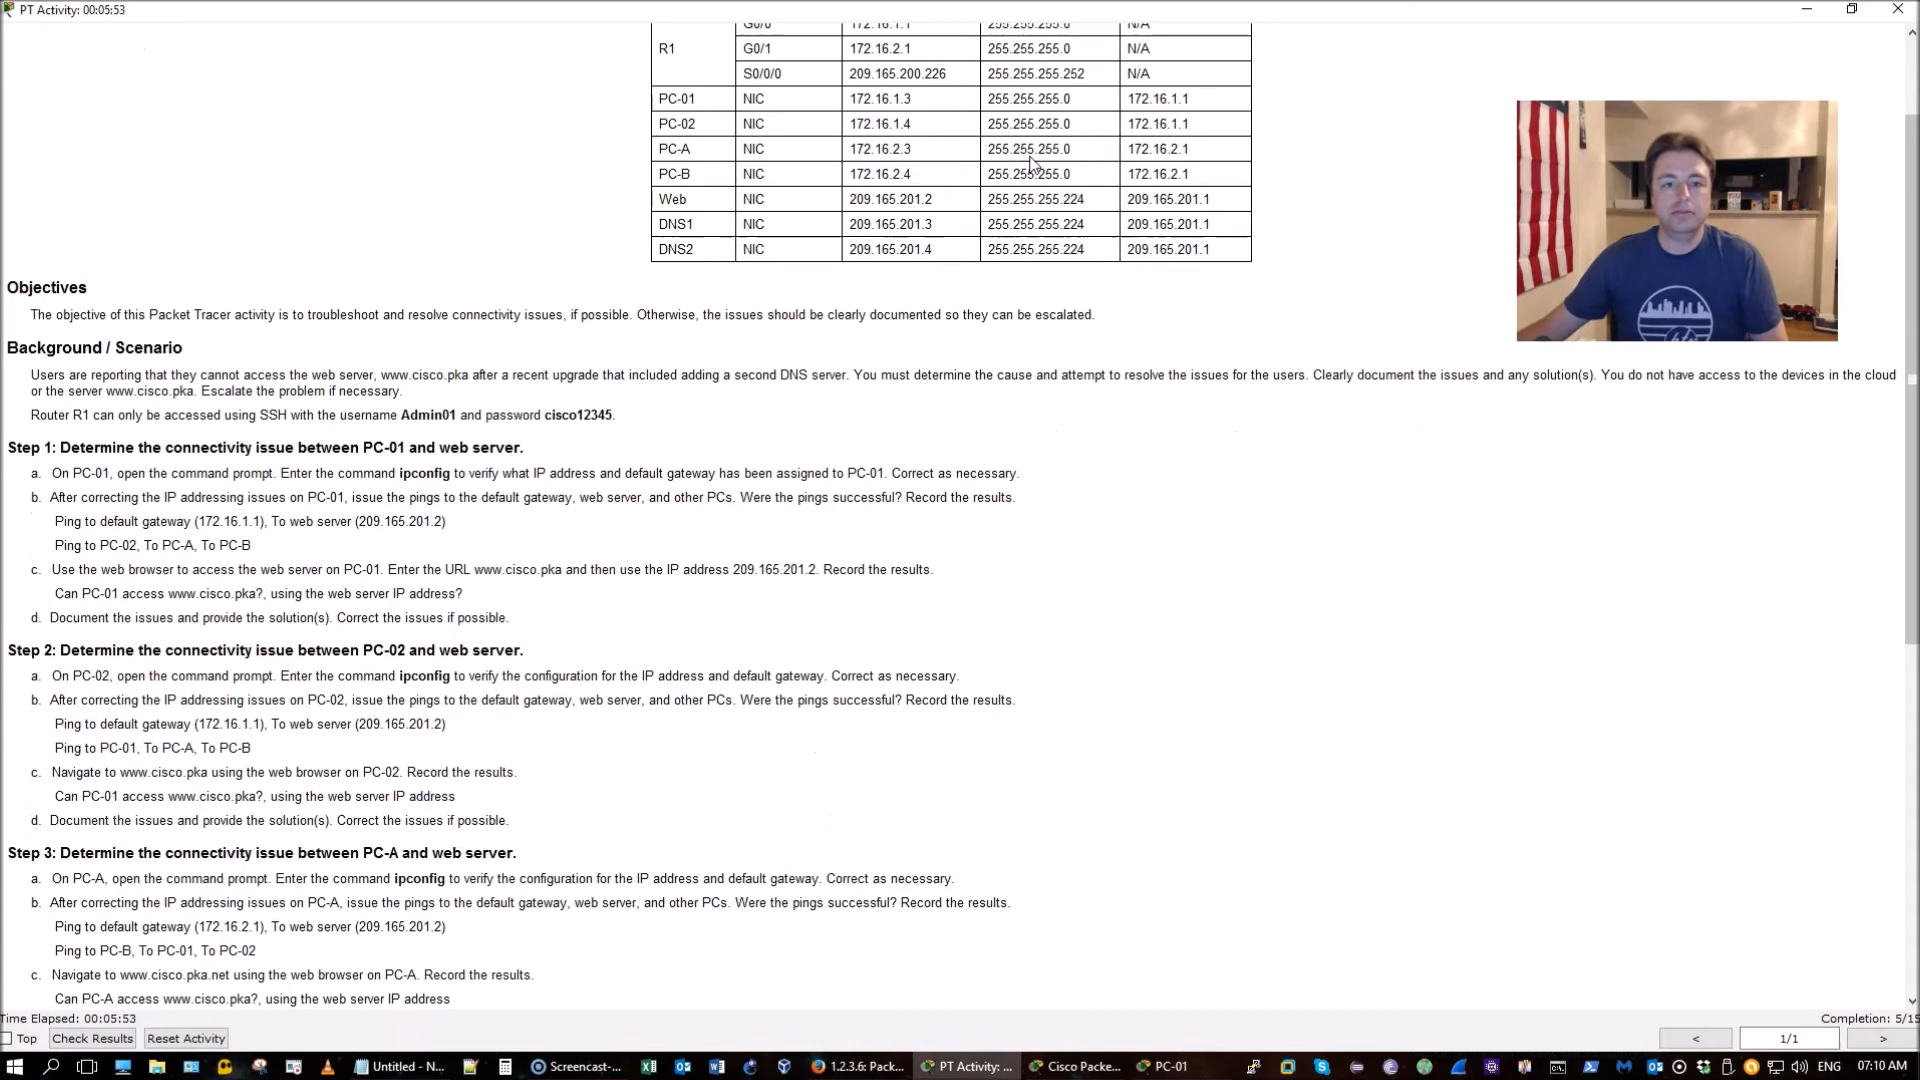 PT Activity: 00:05:53
G0/0 172.16.1.1 255.255.255.0 N/A
R1 G0/1 172.16.2.1 255.255.255.0 N/A
S0/0/0 209.165.200.226 255.255.255.252 N/A
PC-01 NIC 172.16.1.3 255.255.255.0 172.16.1.1
PC-02 NIC 172.16.1.4 255.255.255.0 172.16.1.1
PC-A NIC 172.16.2.3 255.255.255.0 172.16.2.1
PC-B NIC 172.16.2.4 255.255.255.0 172.16.2.1
Web NIC 209.165.201.2 255.255.255.224 209.165.201.1
DNS1 NIC 209.165.201.3 255.255.255.224 209.165.201.1
DNS2 NIC 209.165.201.4 255.255.255.224 209.165.201.1
Objectives
The objective of this Packet Tracer activity is to troubleshoot and resolve connectivity issues, if possible. Otherwise, the issues should be clearly documented so they can be escalated.
Background / Scenario
Users are reporting that they cannot access the web server, www.cisco.pka after a recent upgrade that included adding a second DNS server. You must determine the cause and attempt to resolve the issues for the users. Clearly document the issues and any solution(s). You do not have access to the devices in the cloud
or the server www.cisco.pka. Escalate the problem if necessary.
Router R1 can only be accessed using SSH with the username Admin01 and password cisco12345.
Step 1: Determine the connectivity issue between PC-01 and web server.
a. On PC-01, open the command prompt. Enter the command ipconfig to verify what IP address and default gateway has been assigned to PC-01. Correct as necessary.
b. After correcting the IP addressing issues on PC-01, issue the pings to the default gateway, web server, and other PCs. Were the pings successful? Record the results.
Ping to default gateway (172.16.1.1), To web server (209.165.201.2)
Ping to PC-02, To PC-A, To PC-B
c. Use the web browser to access the web server on PC-01. Enter the URL www.cisco.pka and then use the IP address 209.165.201.2. Record the results.
Can PC-01 access www.cisco.pka?, using the web server IP address?
d. Document the issues and provide the solution(s). Correct the issues if possible.
Step 2: Determine the connectivity issue between PC-02 and web server.
a. On PC-02, open the command prompt. Enter the command ipconfig to verify the configuration for the IP address and default gateway. Correct as necessary.
b. After correcting the IP addressing issues on PC-02, issue the pings to the default gateway, web server, and other PCs. Were the pings successful? Record the results.
Ping to default gateway (172.16.1.1), To web server (209.165.201.2)
Ping to PC-01, To PC-A, To PC-B
c. Navigate to www.cisco.pka using the web browser on PC-02. Record the results.
Can PC-01 access www.cisco.pka?, using the web server IP address
d. Document the issues and provide the solution(s). Correct the issues if possible.
Step 3: Determine the connectivity issue between PC-A and web server.
a. On PC-A, open the command prompt. Enter the command ipconfig to verify the configuration for the IP address and default gateway. Correct as necessary.
b. After correcting the IP addressing issues on PC-A, issue the pings to the default gateway, web server, and other PCs. Were the pings successful? Record the results.
Ping to default gateway (172.16.2.1), To web server (209.165.201.2)
Ping to PC-B, To PC-01, To PC-02
c. Navigate to www.cisco.pka.net using the web browser on PC-A. Record the results.
Can PC-A access www.cisco.pka?, using the web server IP address
Time Elapsed: 00:05:53
Completion: 5/15
Top Check Results Reset Activity < 1/1 >
Untitled - N... Screencast-... 1.2.3.6: Pack... PT Activity: ... Cisco Packe... PC-01 ENG 07:10 AM